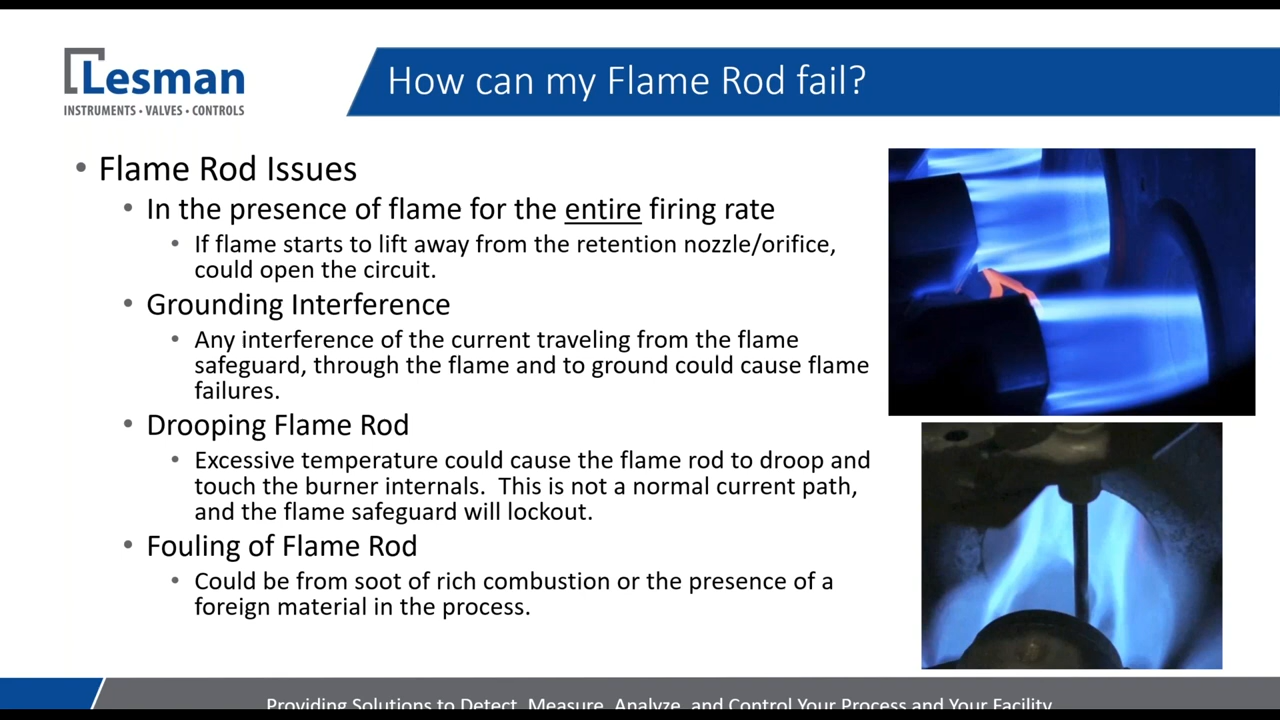 Lesman
INSTRUMENTS • VALVES • CONTROLS
How can my Flame Rod fail?
• Flame Rod Issues
• In the presence of flame for the entire firing rate
• If flame starts to lift away from the retention nozzle/orifice,
could open the circuit.
• Grounding Interference
• Any interference of the current traveling from the flame
safeguard, through the flame and to ground could cause flame
failures.
• Drooping Flame Rod
• Excessive temperature could cause the flame rod to droop and
touch the burner internals.  This is not a normal current path,
and the flame safeguard will lockout.
• Fouling of Flame Rod
• Could be from soot of rich combustion or the presence of a
foreign material in the process.
Providing Solutions to Detect, Measure, Analyze, and Control Your Process and Your Facility